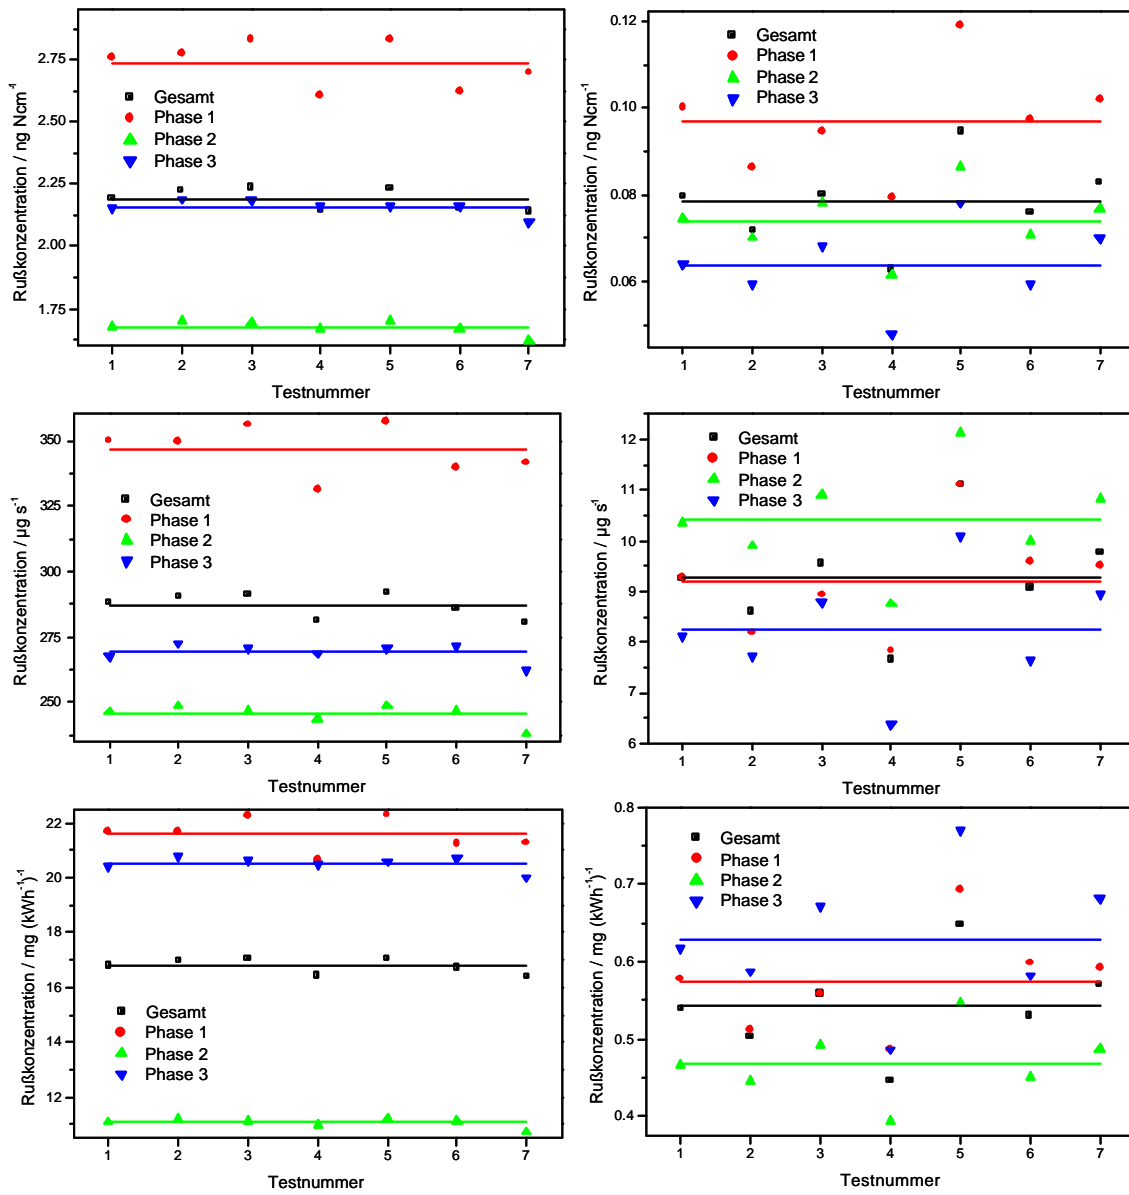 Rußkonzentration / ng Ncm⁻¹
2.75
2.50
2.25
2.00
1.75
Gesamt
Phase 1
Phase 2
Phase 3
1 2 3 4 5 6 7
Testnummer
Rußkonzentration / ng Ncm⁻¹
0.12
0.10
0.08
0.06
Gesamt
Phase 1
Phase 2
Phase 3
1 2 3 4 5 6 7
Testnummer
Rußkonzentration / µg s⁻¹
350
325
300
275
250
Gesamt
Phase 1
Phase 2
Phase 3
1 2 3 4 5 6 7
Testnummer
Rußkonzentration / µg s⁻¹
12
11
10
9
8
7
6
Gesamt
Phase 1
Phase 2
Phase 3
1 2 3 4 5 6 7
Testnummer
Rußkonzentration / mg (kWh⁻¹)⁻¹
22
20
18
16
14
12
Gesamt
Phase 1
Phase 2
Phase 3
1 2 3 4 5 6 7
Testnummer
Rußkonzentration / mg (kWh⁻¹)⁻¹
0.8
0.7
0.6
0.5
0.4
Gesamt
Phase 1
Phase 2
Phase 3
1 2 3 4 5 6 7
Testnummer